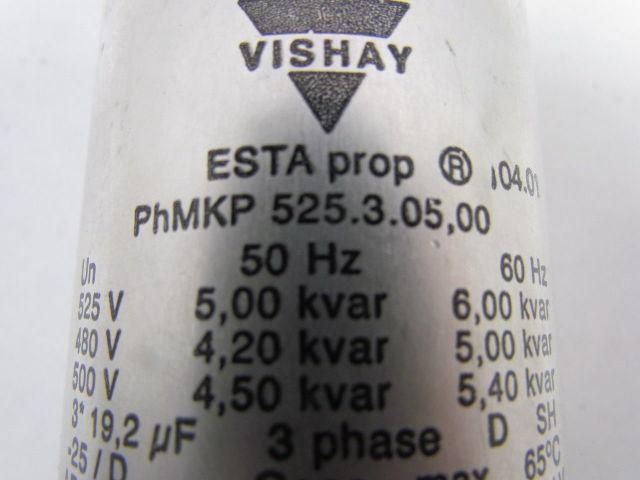 VISHAY
ESTA prop ® 04.01
PhMKP 525.3.05,00
Un 50 Hz 60 Hz
525 V 5,00 kvar 6,00 kvar
480 V 4,20 kvar 5,00 kvar
500 V 4,50 kvar 5,40 kvar
3* 19,2 µF 3 phase D SH
-25 / D max 65°C